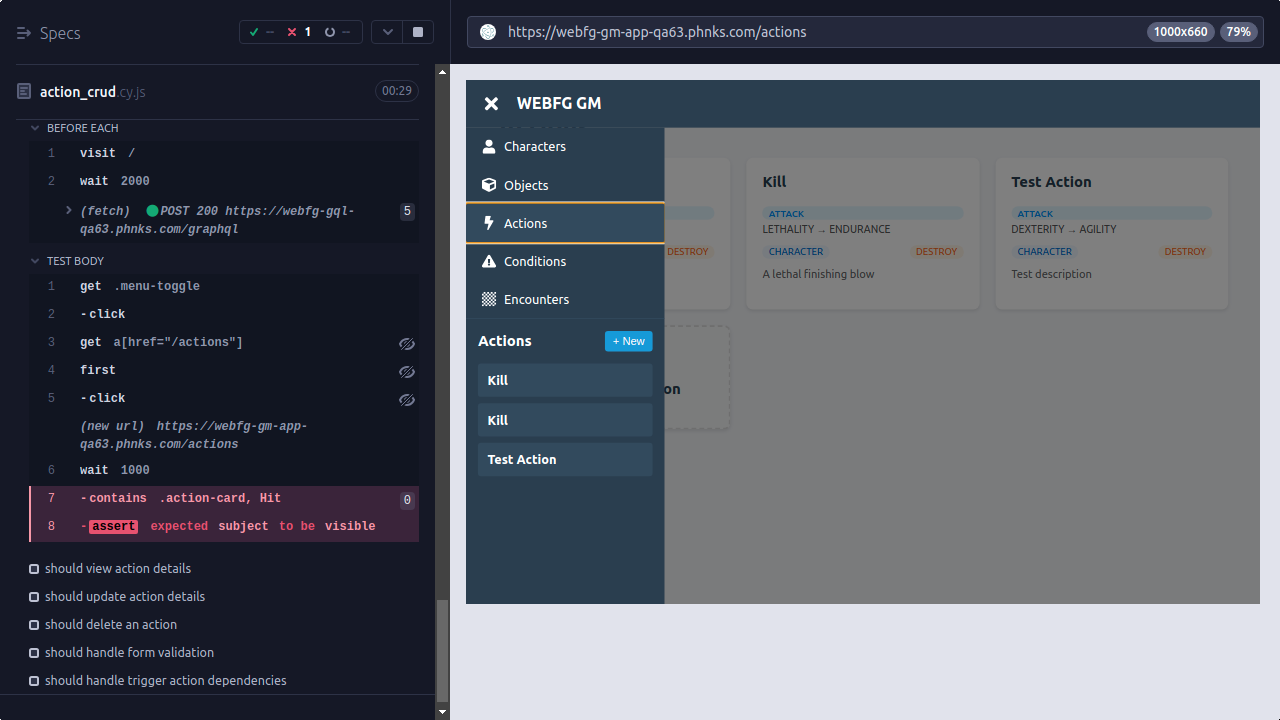 Specs
-- 1 --
action_crud.cy.js 00:29
BEFORE EACH
1 visit /
2 wait 2000
(fetch) POST 200 https://webfg-gql-qa63.phnks.com/graphql 5
TEST BODY
1 get .menu-toggle
2 -click
3 get a[href="/actions"]
4 first
5 -click
(new url) https://webfg-gm-app-qa63.phnks.com/actions
6 wait 1000
7 -contains .action-card, Hit 0
8 -assert expected subject to be visible
should view action details
should update action details
should delete an action
should handle form validation
should handle trigger action dependencies
https://webfg-gm-app-qa63.phnks.com/actions 1000x660 79%
WEBFG GM
Characters
Objects
Actions
Conditions
Encounters
Actions + New
Kill
Kill
Test Action
DESTROY
on
Kill
ATTACK
LETHALITY → ENDURANCE
CHARACTER DESTROY
A lethal finishing blow
Test Action
ATTACK
DEXTERITY → AGILITY
CHARACTER DESTROY
Test description